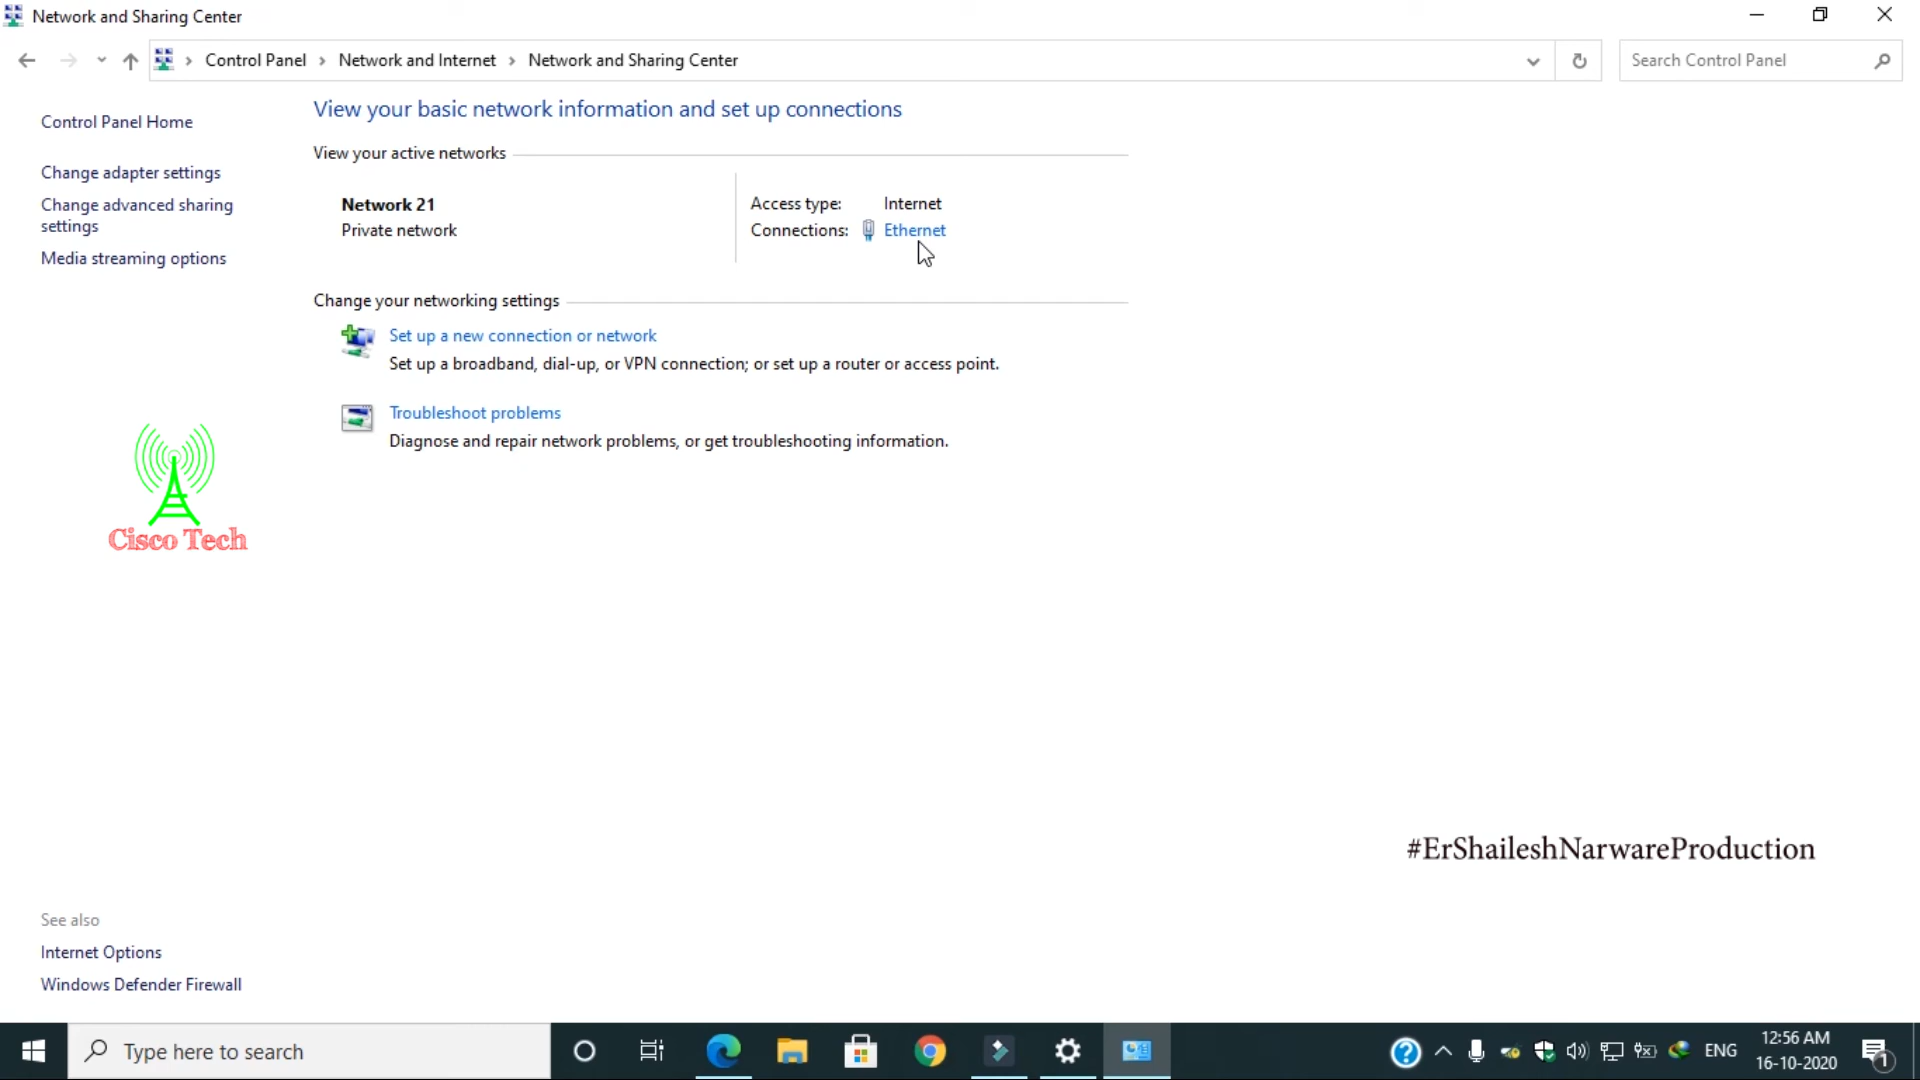 Network and Sharing Center
Control Panel > Network and Internet > Network and Sharing Center
Search Control Panel
Control Panel Home
Change adapter settings
Change advanced sharing
settings
Media streaming options
View your basic network information and set up connections
View your active networks
Network 21
Private network
Access type: Internet
Connections: Ethernet
Change your networking settings
Set up a new connection or network
Set up a broadband, dial-up, or VPN connection; or set up a router or access point.
Troubleshoot problems
Diagnose and repair network problems, or get troubleshooting information.
Cisco Tech
#ErShaileshNarwareProduction
See also
Internet Options
Windows Defender Firewall
Type here to search
ENG
12:56 AM
16-10-2020
1